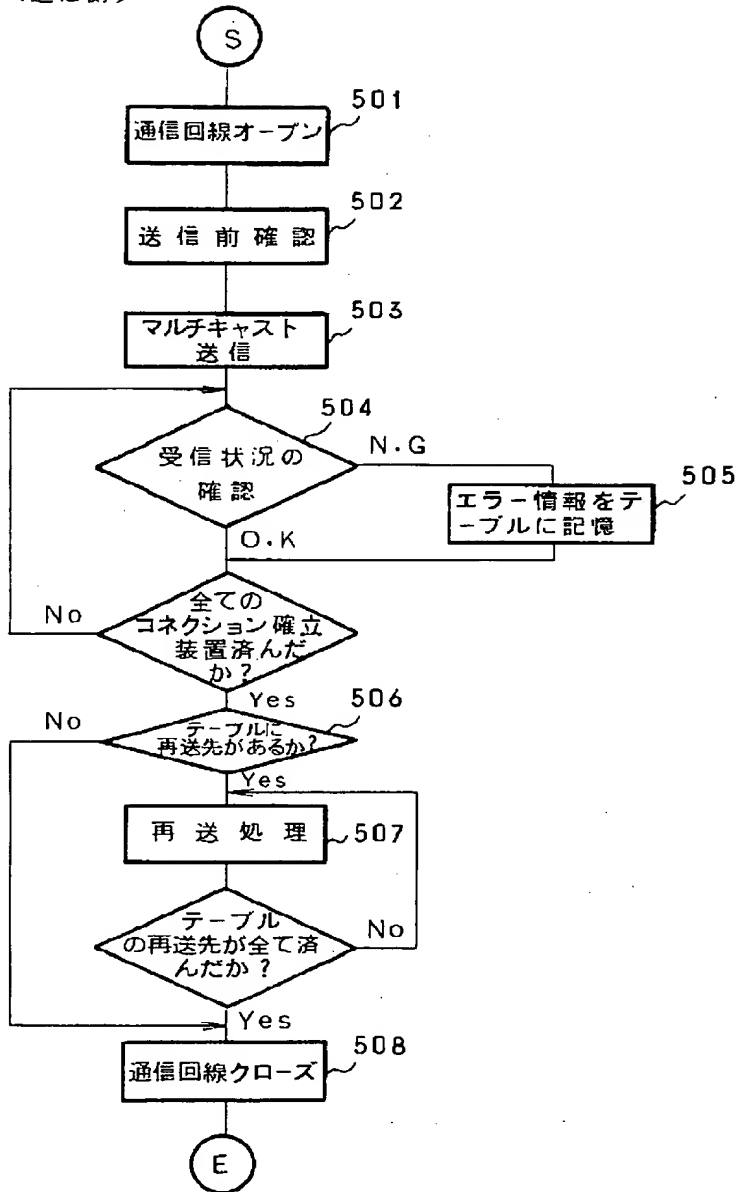 S
501
通信回線オープン
502
送信前確認
503
マルチキャスト
送信
504
受信状況の
確認
N.G
505
エラー情報をテ
ーブルに記憶
O.K
全ての
コネクション確立
装置済んだ
か?
No
Yes
506
テーブルに
再送先があるか?
No
Yes
再送処理
507
テーブル
の再送先が全て済
んだか?
No
Yes
508
通信回線クローズ
E